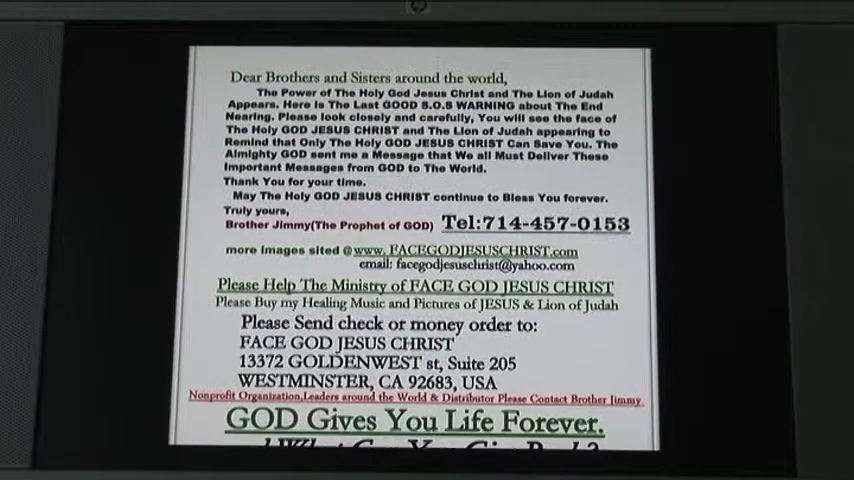 Dear Brothers and Sisters around the world,
The Power of The Holy God Jesus Christ and The Lion of Judah
Appears. Here Is The Last GOOD S.O.S WARNING about The End
Nearing. Please look closely and carefully, You will see the face of
The Holy GOD JESUS CHRIST and The Lion of Judah appearing to
Remind that Only The Holy GOD JESUS CHRIST Can Save You. The
Almighty GOD sent me a Message that We all Must Deliver These
Important Messages from GOD to The World.
Thank You for your time.
May The Holy GOD JESUS CHRIST continue to Bless You forever.
Truly yours,
Brother Jimmy(The Prophet of GOD) Tel:714-457-0153
more images sited @www. FACEGODJESUSCHRIST.com
email: facegodjesuschrist@yahoo.com
Please Help The Ministry of FACE GOD JESUS CHRIST
Please Buy my Healing Music and Pictures of JESUS & Lion of Judah
Please Send check or money order to:
FACE GOD JESUS CHRIST
13372 GOLDENWEST st, Suite 205
WESTMINSTER, CA 92683, USA
Nonprofit Organization,Leaders around the World & Distributor Please Contact Brother Jimmy
GOD Gives You Life Forever.